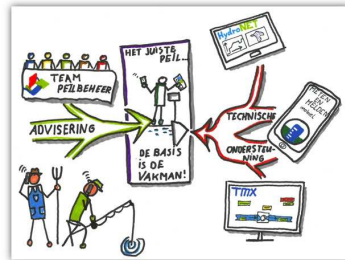 HET JUISTE
PEIL...
HydroNET
TEAM
PEILBEHEER
METEN
EN
MELDEN
ADVISERING
TECHNISCHE
ONDERSTEU-
NING
DE BASIS
IS DE
VAKMAN!
TMX